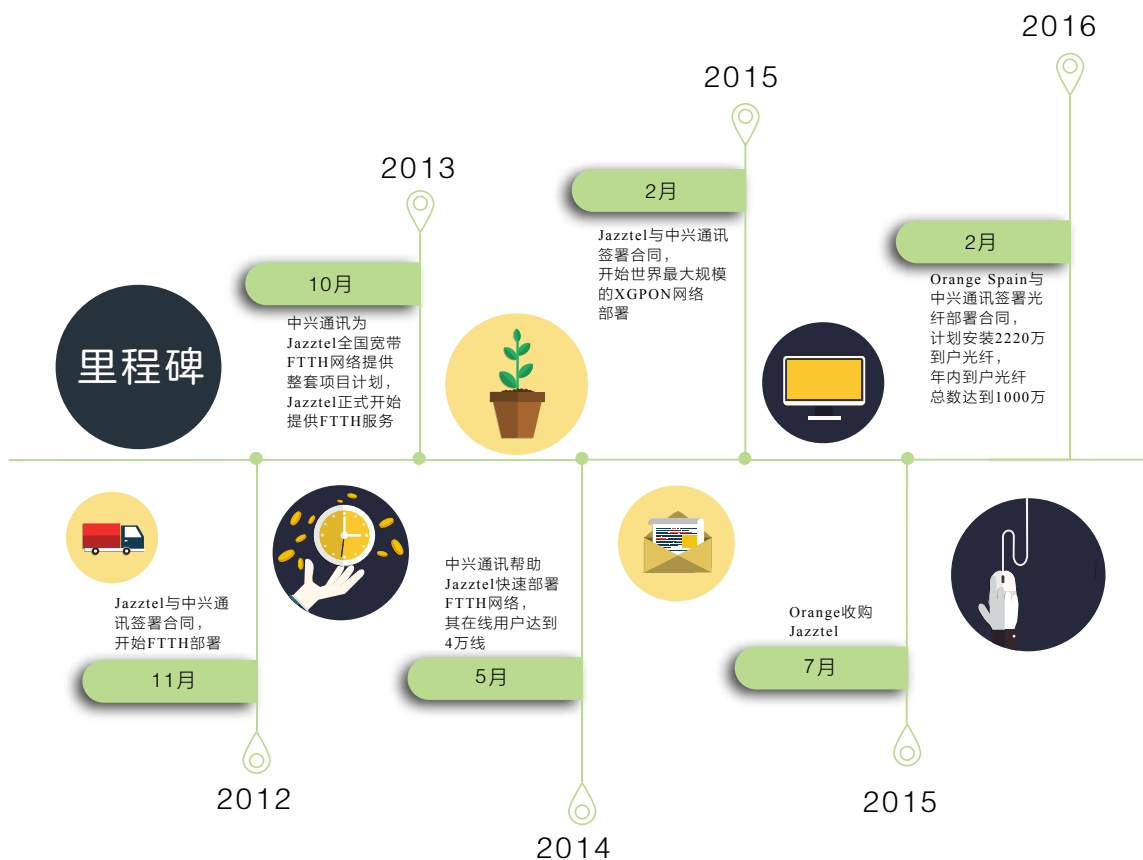 里程碑
11月
Jazztel与中兴通
讯签署合同，
开始FTTH部署
2012
2013
10月
中兴通讯为
Jazztel全国宽带
FTTH网络提供
整套项目计划，
Jazztel正式开始
提供FTTH服务
中兴通讯帮助
Jazztel快速部署
FTTH网络，
其在线用户达到
4万线
5月
2014
2015
2月
Jazztel与中兴通讯
签署合同，
开始世界最大规模
的XGPON网络
部署
Orange收购
Jazztel
7月
2015
2016
2月
Orange Spain与
中兴通讯签署光
纤部署合同，
计划安装2220万
到户光纤，
年内到户光纤
总数达到1000万